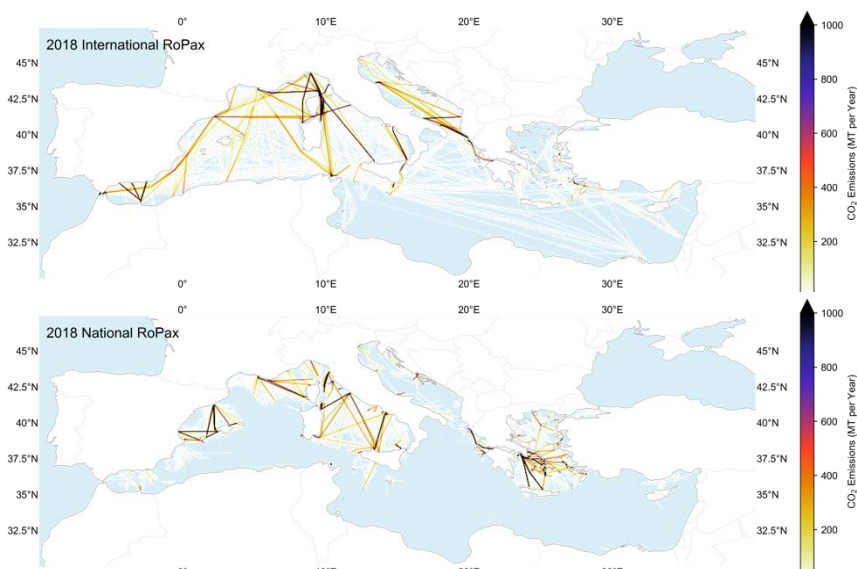 0° 10°E 20°E 30°E
2018 International RoPax
45°N 45°N
42.5°N 42.5°N
40°N 40°N
37.5°N 37.5°N
35°N 35°N
32.5°N 32.5°N
1000
800
600
400
200
CO₂ Emissions (MT per Year)
0° 10°E 20°E 30°E
2018 National RoPax
45°N 45°N
42.5°N 42.5°N
40°N 40°N
37.5°N 37.5°N
35°N 35°N
32.5°N 32.5°N
1000
800
600
400
200
CO₂ Emissions (MT per Year)